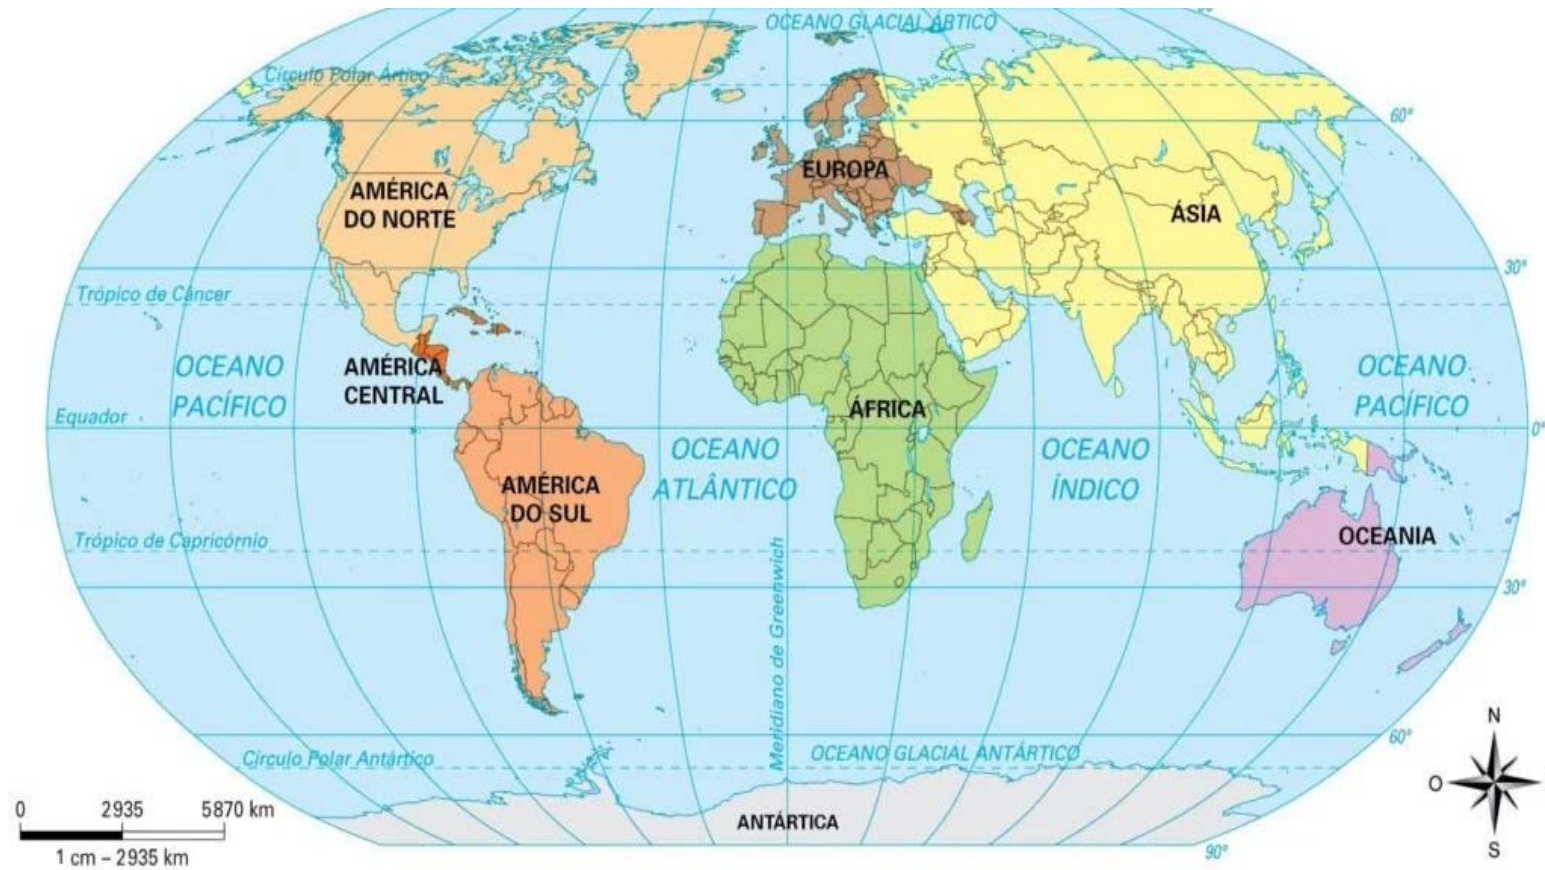 OCEANO GLACIAL ÁRTICO
Círculo Polar Ártico
60°
EUROPA
AMÉRICA
DO NORTE
ÁSIA
30°
Trópico de Câncer
OCEANO
PACÍFICO
AMÉRICA
CENTRAL
OCEANO
PACÍFICO
ÁFRICA
Equador
0°
OCEANO
ATLÂNTICO
OCEANO
ÍNDICO
AMÉRICA
DO SUL
OCEANIA
Trópico de Capricórnio
30°
Meridiano de Greenwich
N
O
S
60°
Círculo Polar Antártico
OCEANO GLACIAL ANTÁRTICO
ANTÁRTICA
0 2935 5870 km
1 cm – 2935 km
90°